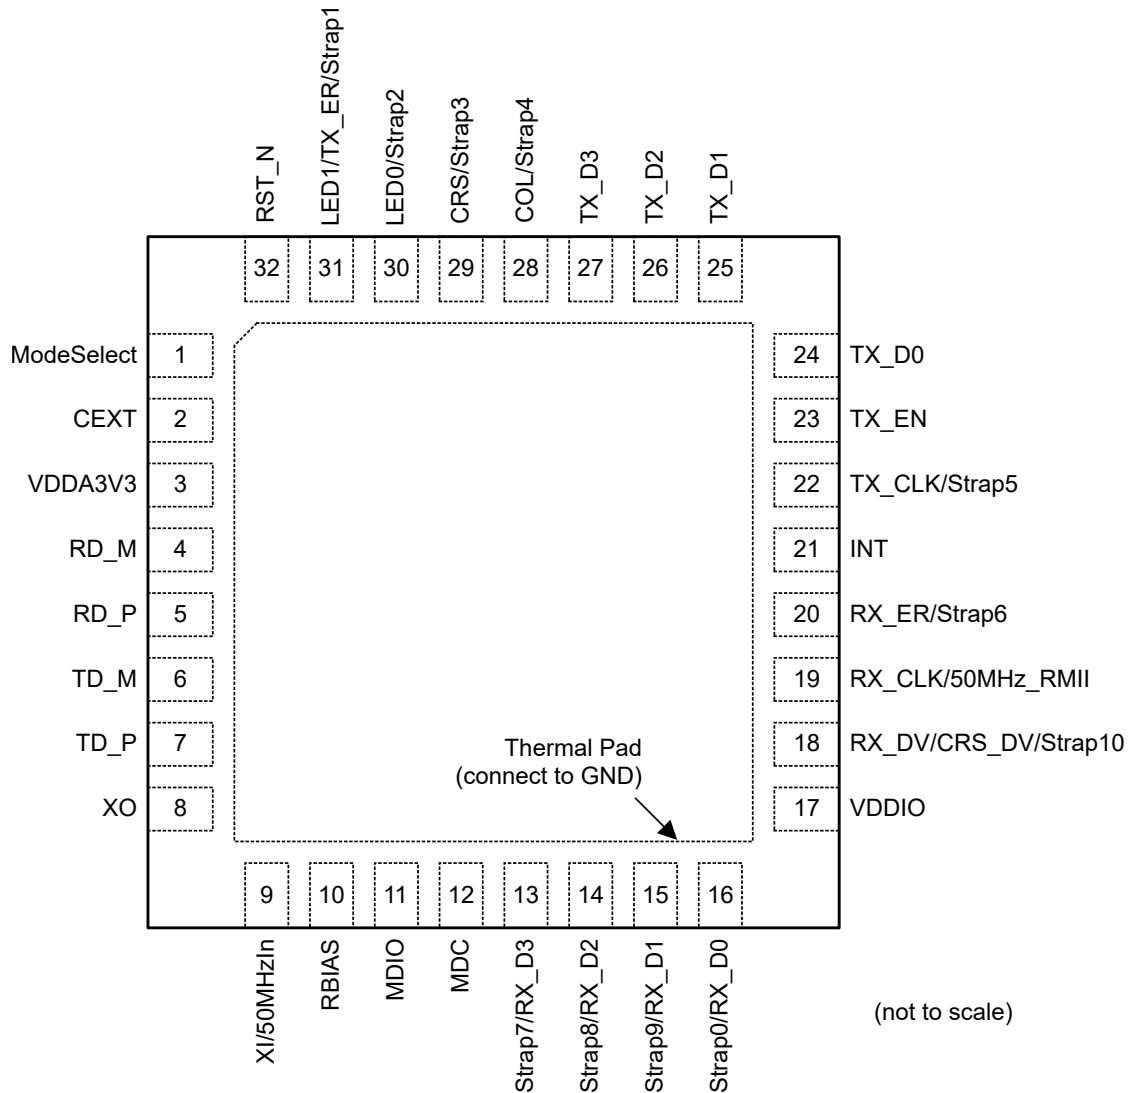 RST_N
LED1/TX_ER/Strap1
LED0/Strap2
CRS/Strap3
COL/Strap4
TX_D3
TX_D2
TX_D1
32
31
30
29
28
27
26
25
ModeSelect
1
CEXT
2
VDDA3V3
3
RD_M
4
RD_P
5
TD_M
6
TD_P
7
XO
8
24
TX_D0
23
TX_EN
22
TX_CLK/Strap5
21
INT
20
RX_ER/Strap6
19
RX_CLK/50MHz_RMII
18
RX_DV/CRS_DV/Strap10
17
VDDIO
Thermal Pad
(connect to GND)
9
10
11
12
13
14
15
16
XI/50MHzIn
RBIAS
MDIO
MDC
Strap7/RX_D3
Strap8/RX_D2
Strap9/RX_D1
Strap0/RX_D0
(not to scale)